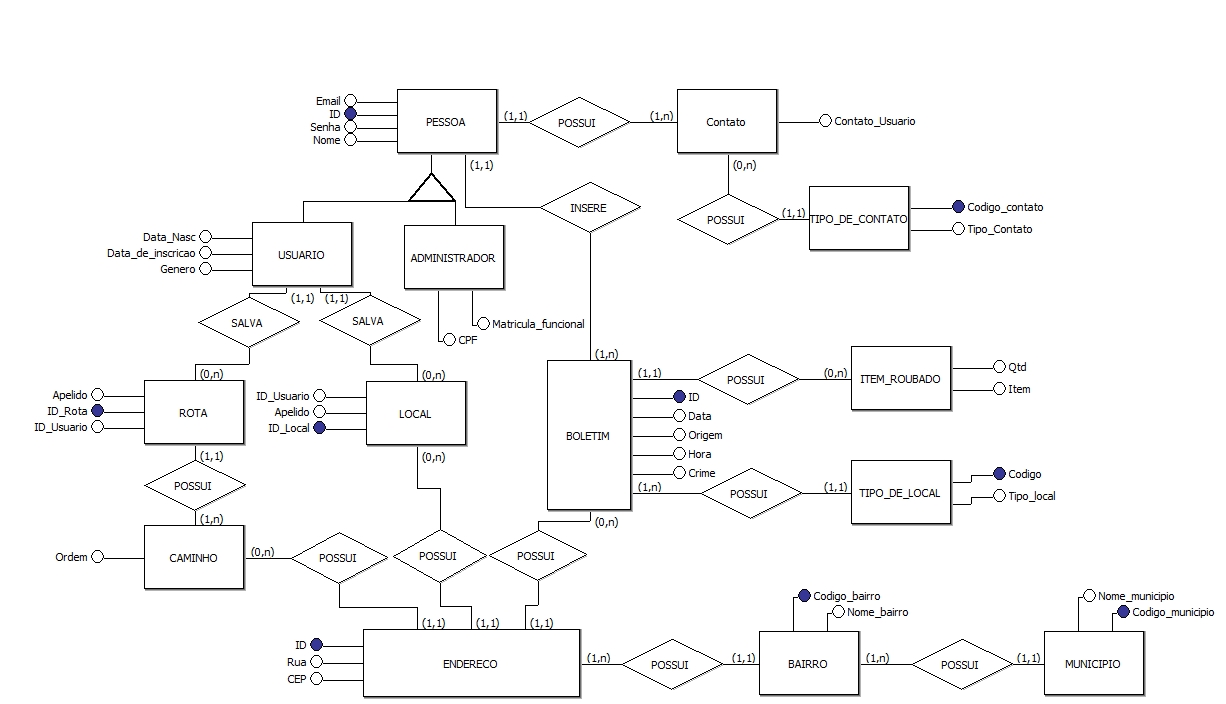 Email
ID
Senha
Nome
PESSOA
(1,1)
POSSUI
(1,n)
Contato
Contato_Usuario
(0,n)
POSSUI
(1,1)
TIPO_DE_CONTATO
Codigo_contato
Tipo_Contato
(1,1)
INSERE
Data_Nasc
Data_de_inscricao
Genero
USUARIO
ADMINISTRADOR
Matricula_funcional
CPF
(1,1)
(1,1)
SALVA
SALVA
(0,n)
(0,n)
Apelido
ID_Rota
ID_Usuario
ROTA
ID_Usuario
Apelido
ID_Local
LOCAL
(1,n)
BOLETIM
(1,1)
ID
Data
Origem
Hora
Crime
(1,n)
POSSUI
(0,n)
ITEM_ROUBADO
Qtd
Item
POSSUI
(1,1)
TIPO_DE_LOCAL
Codigo
Tipo_local
(1,1)
POSSUI
(1,n)
(0,n)
(0,n)
Ordem
CAMINHO
(0,n)
POSSUI
POSSUI
POSSUI
(1,1)
(1,1)
(1,1)
ID
Rua
CEP
ENDERECO
(1,n)
POSSUI
(1,1)
Codigo_bairro
Nome_bairro
BAIRRO
(1,n)
POSSUI
(1,1)
Nome_municipio
Codigo_municipio
MUNICIPIO